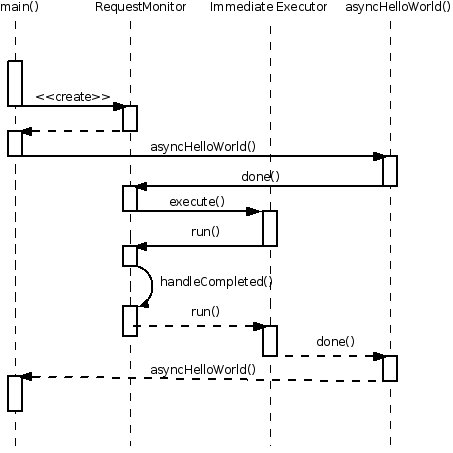 main() RequestMonitor Immediate Executor asyncHelloWorld()
<<create>>
asyncHelloWorld()
done()
execute()
run()
handleCompleted()
run()
done()
asyncHelloWorld()